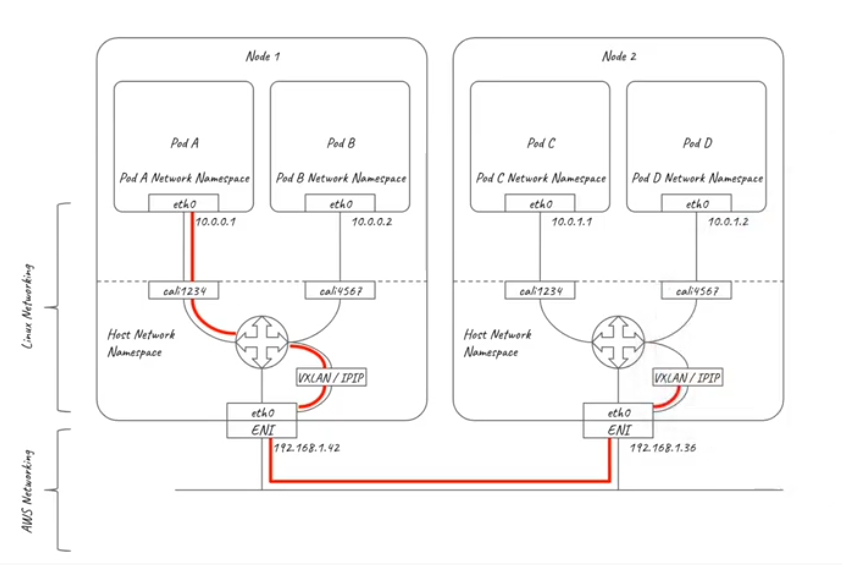 Node 1
Node 2
Pod A
Pod B
Pod C
Pod D
Pod A Network Namespace
Pod B Network Namespace
Pod C Network Namespace
Pod D Network Namespace
eth0
eth0
eth0
eth0
10.0.0.1
10.0.0.2
10.0.1.1
10.0.1.2
Linux Networking
cali1234
cali4567
cali1234
cali4567
Host Network
Namespace
Host Network
Namespace
VXLAN / IPIP
VXLAN / IPIP
eth0
eth0
ENI
ENI
192.168.1.42
192.168.1.36
AWS Networking